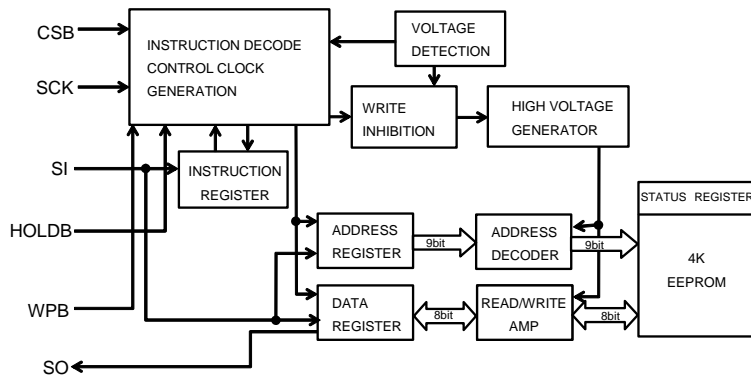 CSB
SCK
SI
HOLDB
WPB
SO
INSTRUCTION DECODE
CONTROL CLOCK
GENERATION
VOLTAGE
DETECTION
WRITE
INHIBITION
HIGH VOLTAGE
GENERATOR
INSTRUCTION
REGISTER
ADDRESS
REGISTER
9bit
ADDRESS
DECODER
9bit
DATA
REGISTER
8bit
READ/WRITE
AMP
8bit
STATUS REGISTER
4K
EEPROM